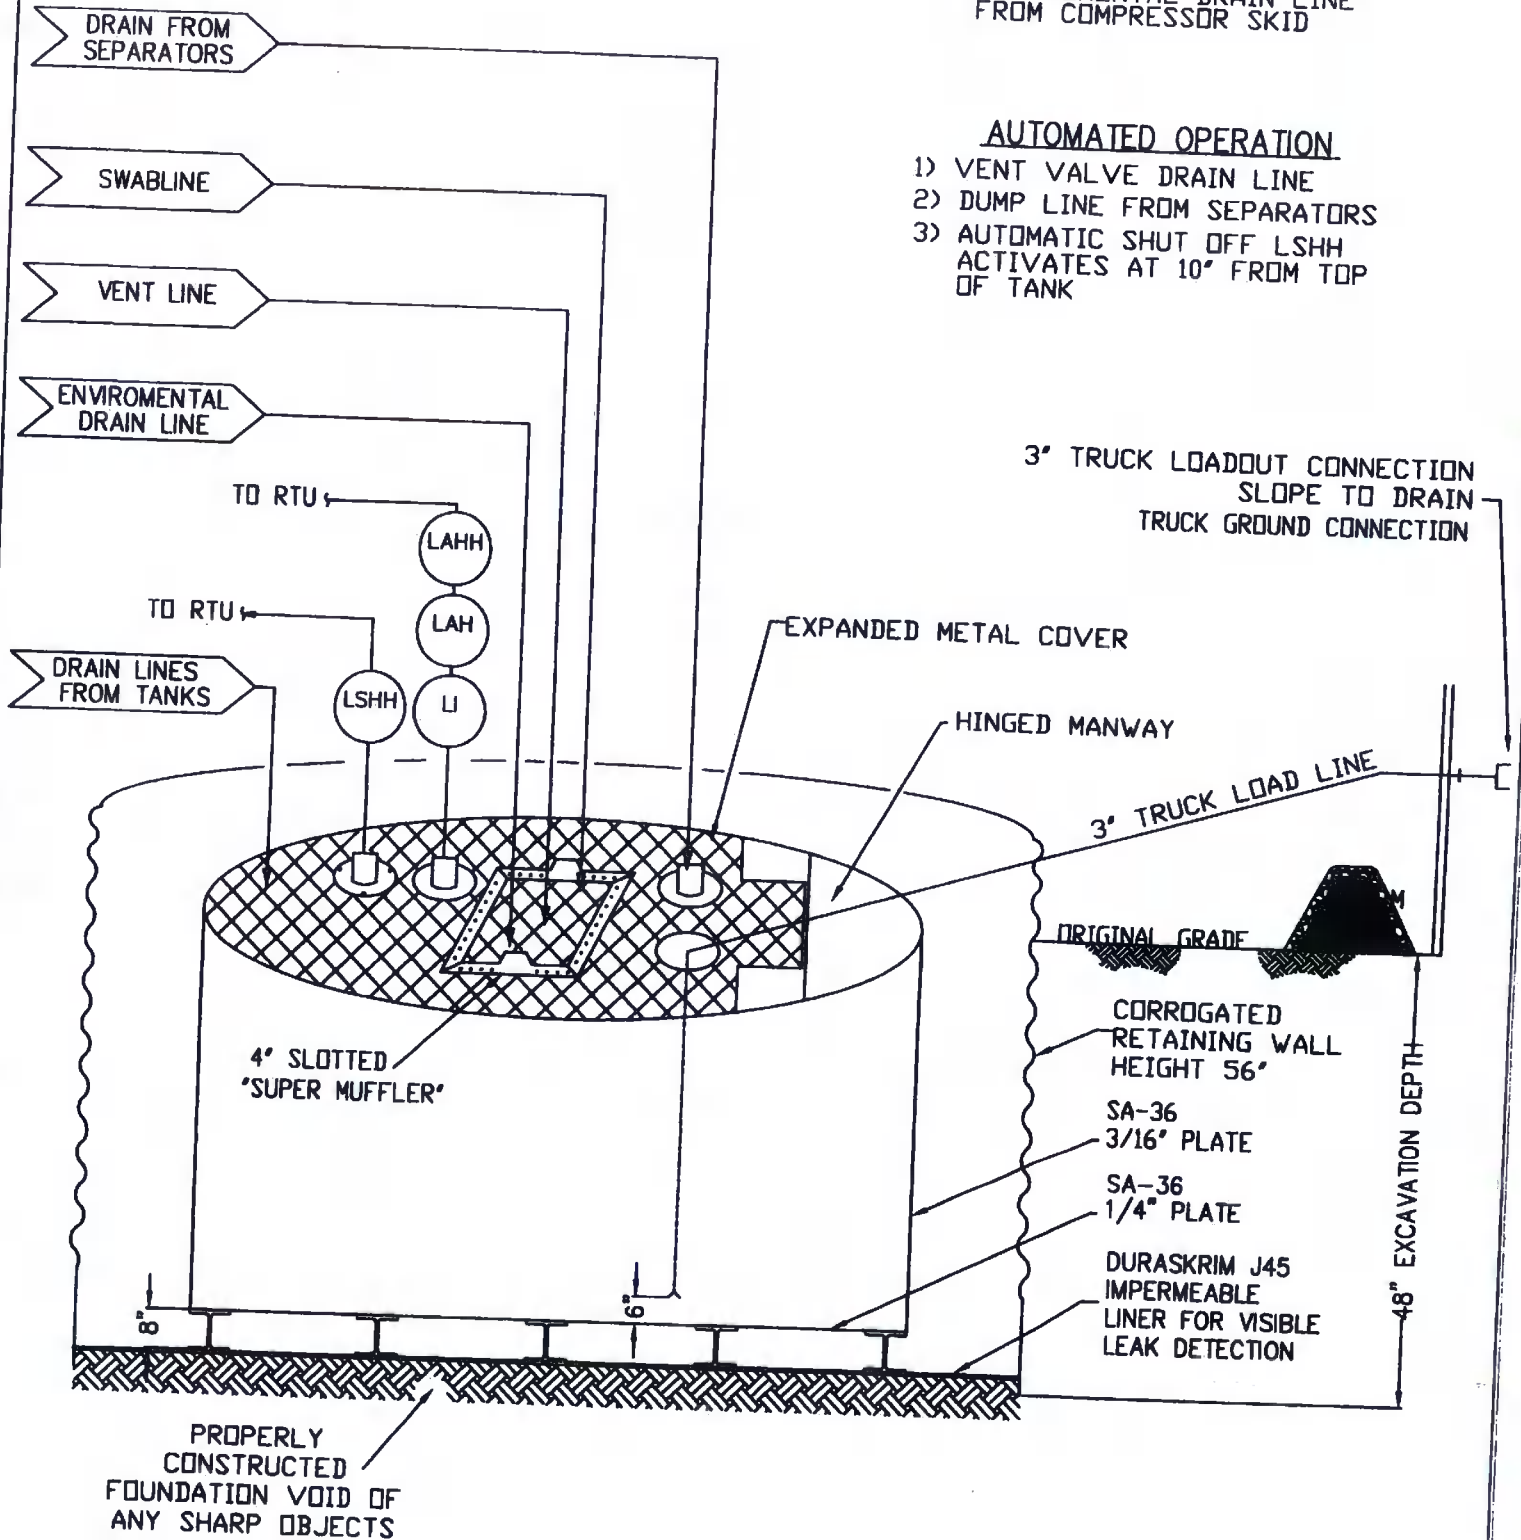 DRAIN LINE
FROM COMPRESSOR SKID
DRAIN FROM
SEPARATORS
AUTOMATED OPERATION
1) VENT VALVE DRAIN LINE
2) DUMP LINE FROM SEPARATORS
3) AUTOMATIC SHUT OFF LSHH
ACTIVATES AT 10" FROM TOP
OF TANK
SWABLINE
VENT LINE
ENVIROMENTAL
DRAIN LINE
3" TRUCK LOADOUT CONNECTION
SLOPE TO DRAIN
TRUCK GROUND CONNECTION
TO RTU
LAHH
TO RTU
LAH
EXPANDED METAL COVER
DRAIN LINES
FROM TANKS
LSHH
LI
HINGED MANWAY
3" TRUCK LOAD LINE
M
ORIGINAL GRADE
4" SLOTTED
"SUPER MUFFLER"
CORROGATED
RETAINING WALL
HEIGHT 56"
SA-36
3/16" PLATE
SA-36
1/4" PLATE
48" EXCAVATION DEPTH
DURASKRIM J45
IMPERMEABLE
LINER FOR VISIBLE
LEAK DETECTION
8"
6"
PROPERLY
CONSTRUCTED
FOUNDATION VOID OF
ANY SHARP OBJECTS